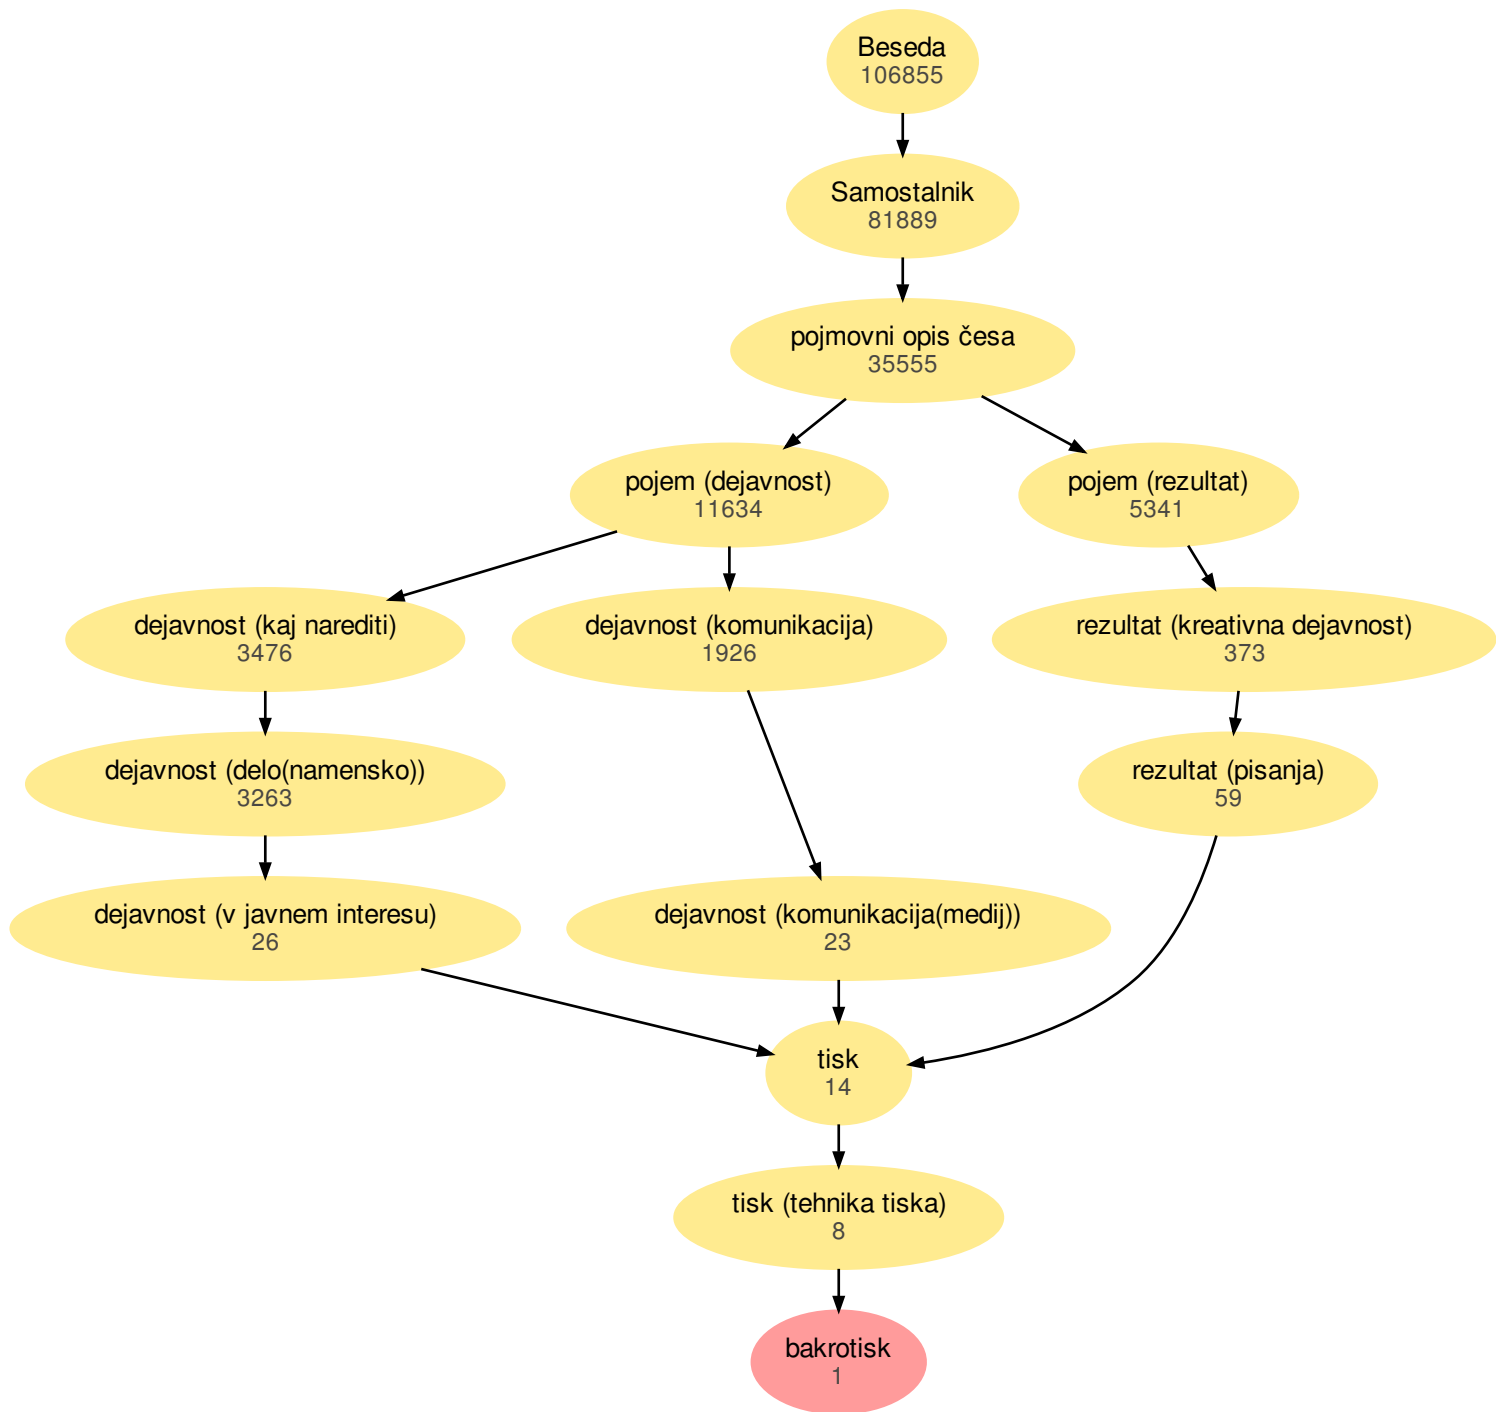 Beseda
106855
Samostalnik
81889
pojmovni opis česa
35555
pojem (dejavnost)
11634
pojem (rezultat)
5341
dejavnost (kaj narediti)
3476
dejavnost (komunikacija)
1926
rezultat (kreativna dejavnost)
373
dejavnost (delo(namensko))
3263
rezultat (pisanja)
59
dejavnost (v javnem interesu)
26
dejavnost (komunikacija(medij))
23
tisk
14
tisk (tehnika tiska)
8
bakrotisk
1